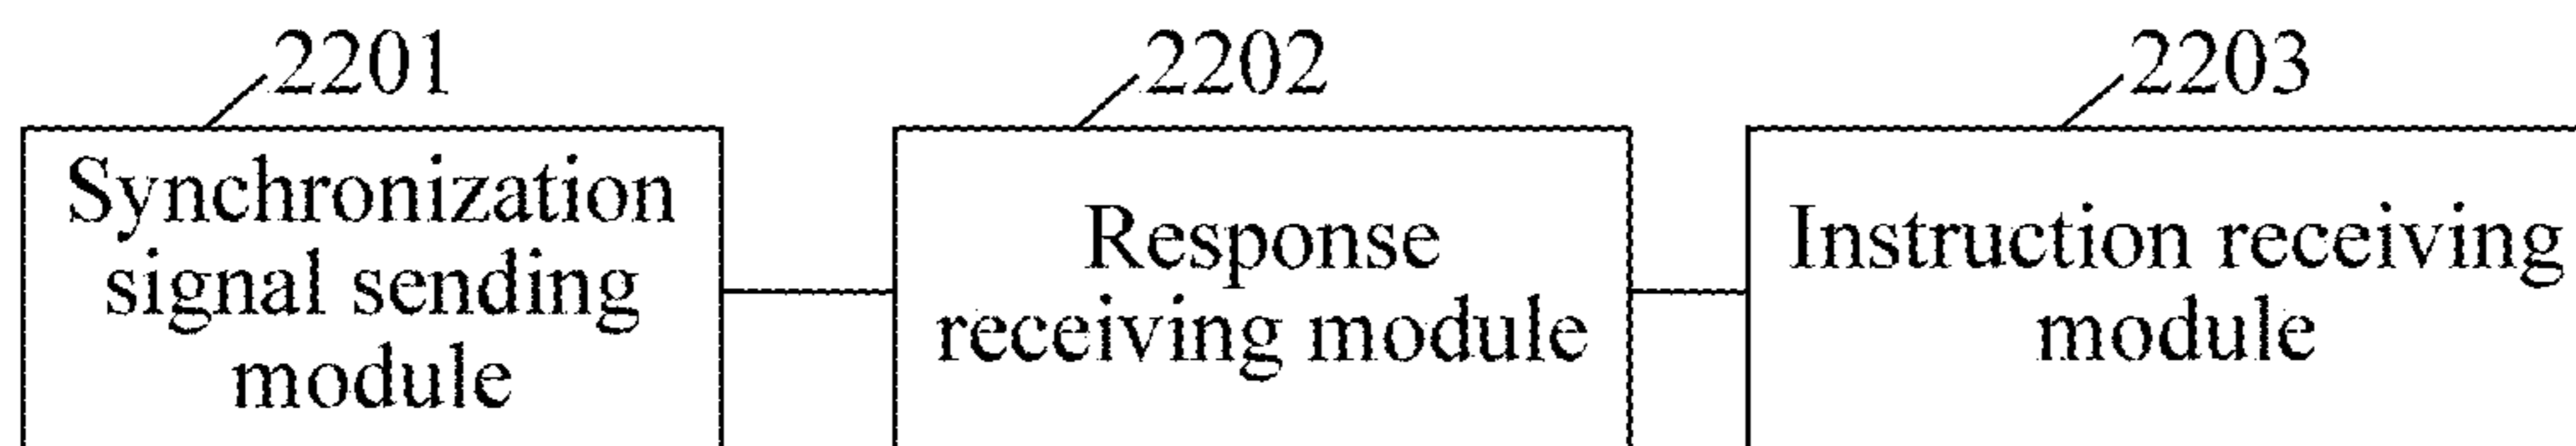 2201
2202
2203
Synchronization
signal sending
module
Response
receiving module
Instruction receiving
module